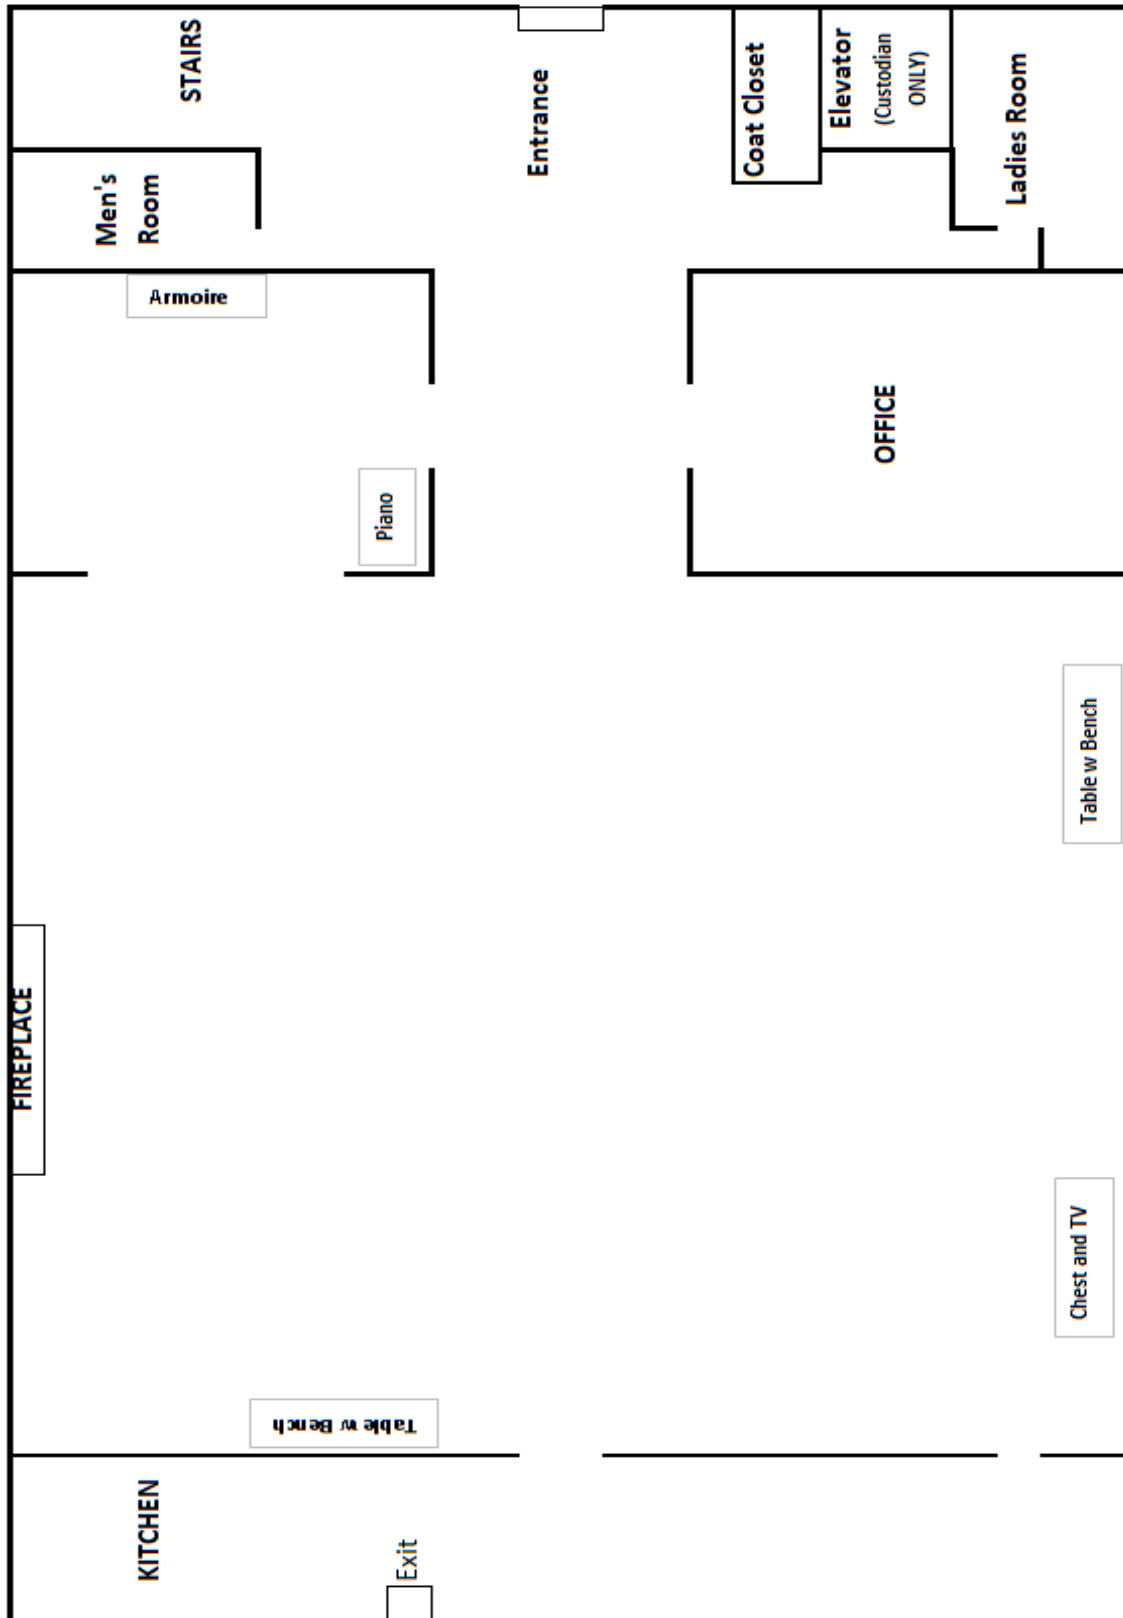 STAIRS
Entrance
Coat Closet
Elevator
(Custodian
ONLY)
Ladies Room
Men's
Room
Armoire
OFFICE
Piano
Table w Bench
FIREPLACE
Chest and TV
Table w Bench
KITCHEN
Exit